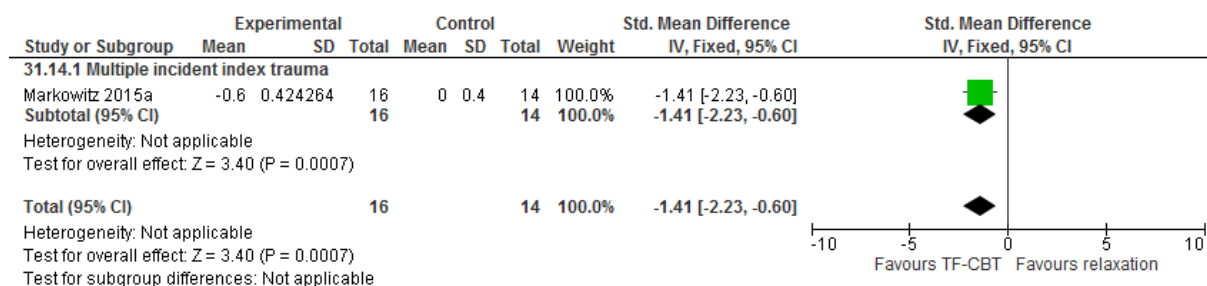 Experimental Control Std. Mean Difference Std. Mean Difference
Study or Subgroup Mean SD Total Mean SD Total Weight IV, Fixed, 95% CI IV, Fixed, 95% CI
31.14.1 Multiple incident index trauma
Markowitz 2015a -0.6 0.424264 16 0 0.4 14 100.0% -1.41 [-2.23, -0.60]
Subtotal (95% CI) 16 14 100.0% -1.41 [-2.23, -0.60]
Heterogeneity: Not applicable
Test for overall effect: Z = 3.40 (P = 0.0007)
Total (95% CI) 16 14 100.0% -1.41 [-2.23, -0.60]
Heterogeneity: Not applicable
Test for overall effect: Z = 3.40 (P = 0.0007)
Test for subgroup differences: Not applicable
-10 -5 0 5 10
Favours TF-CBT Favours relaxation